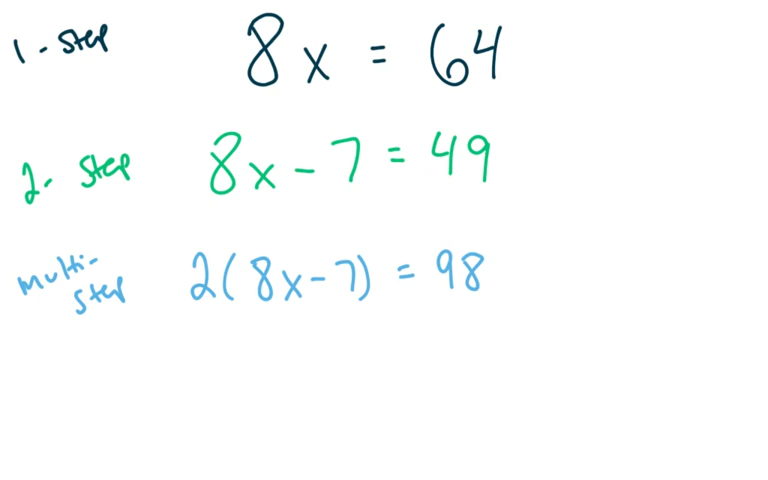 1-step 8x = 64
2-step 8x - 7 = 49
multi-
step 2(8x - 7) = 98